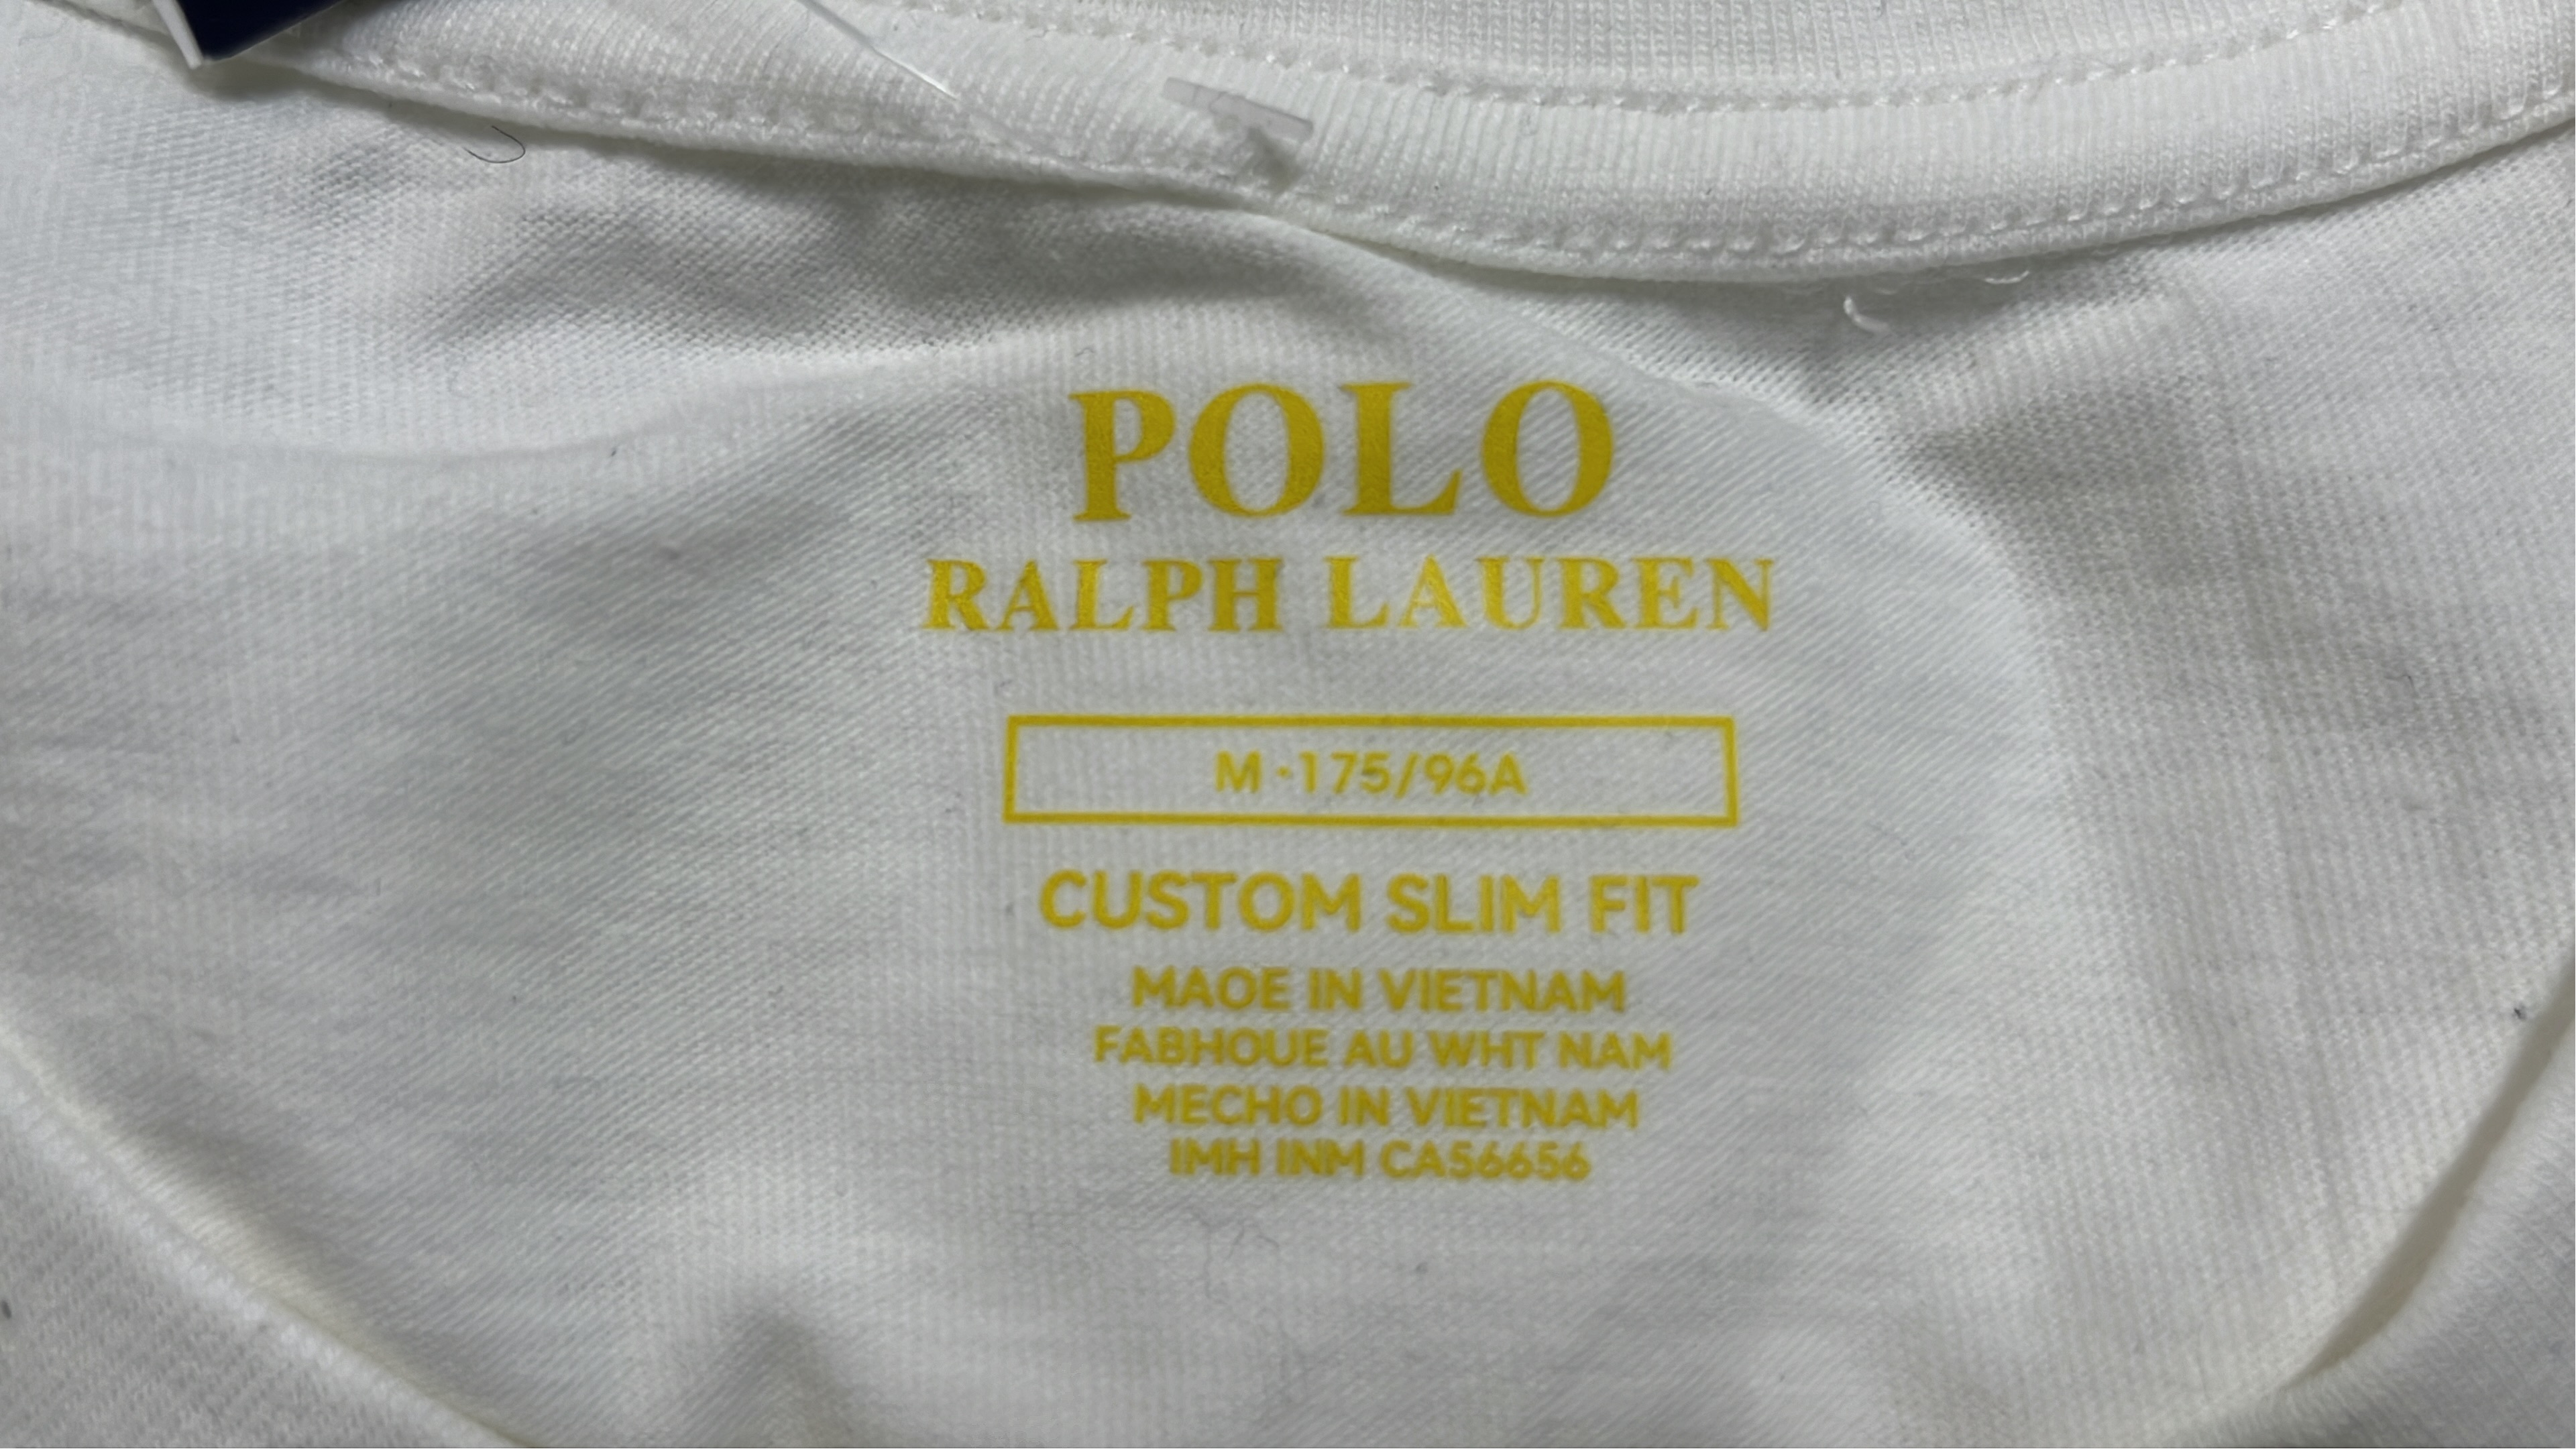 POLO
RALPH LAUREN
M·175/96A
CUSTOM SLIM FIT
MAOE IN VIETNAM
FABHOUE AU WHT NAM
MECHO IN VIETNAM
IMH INM CA56656